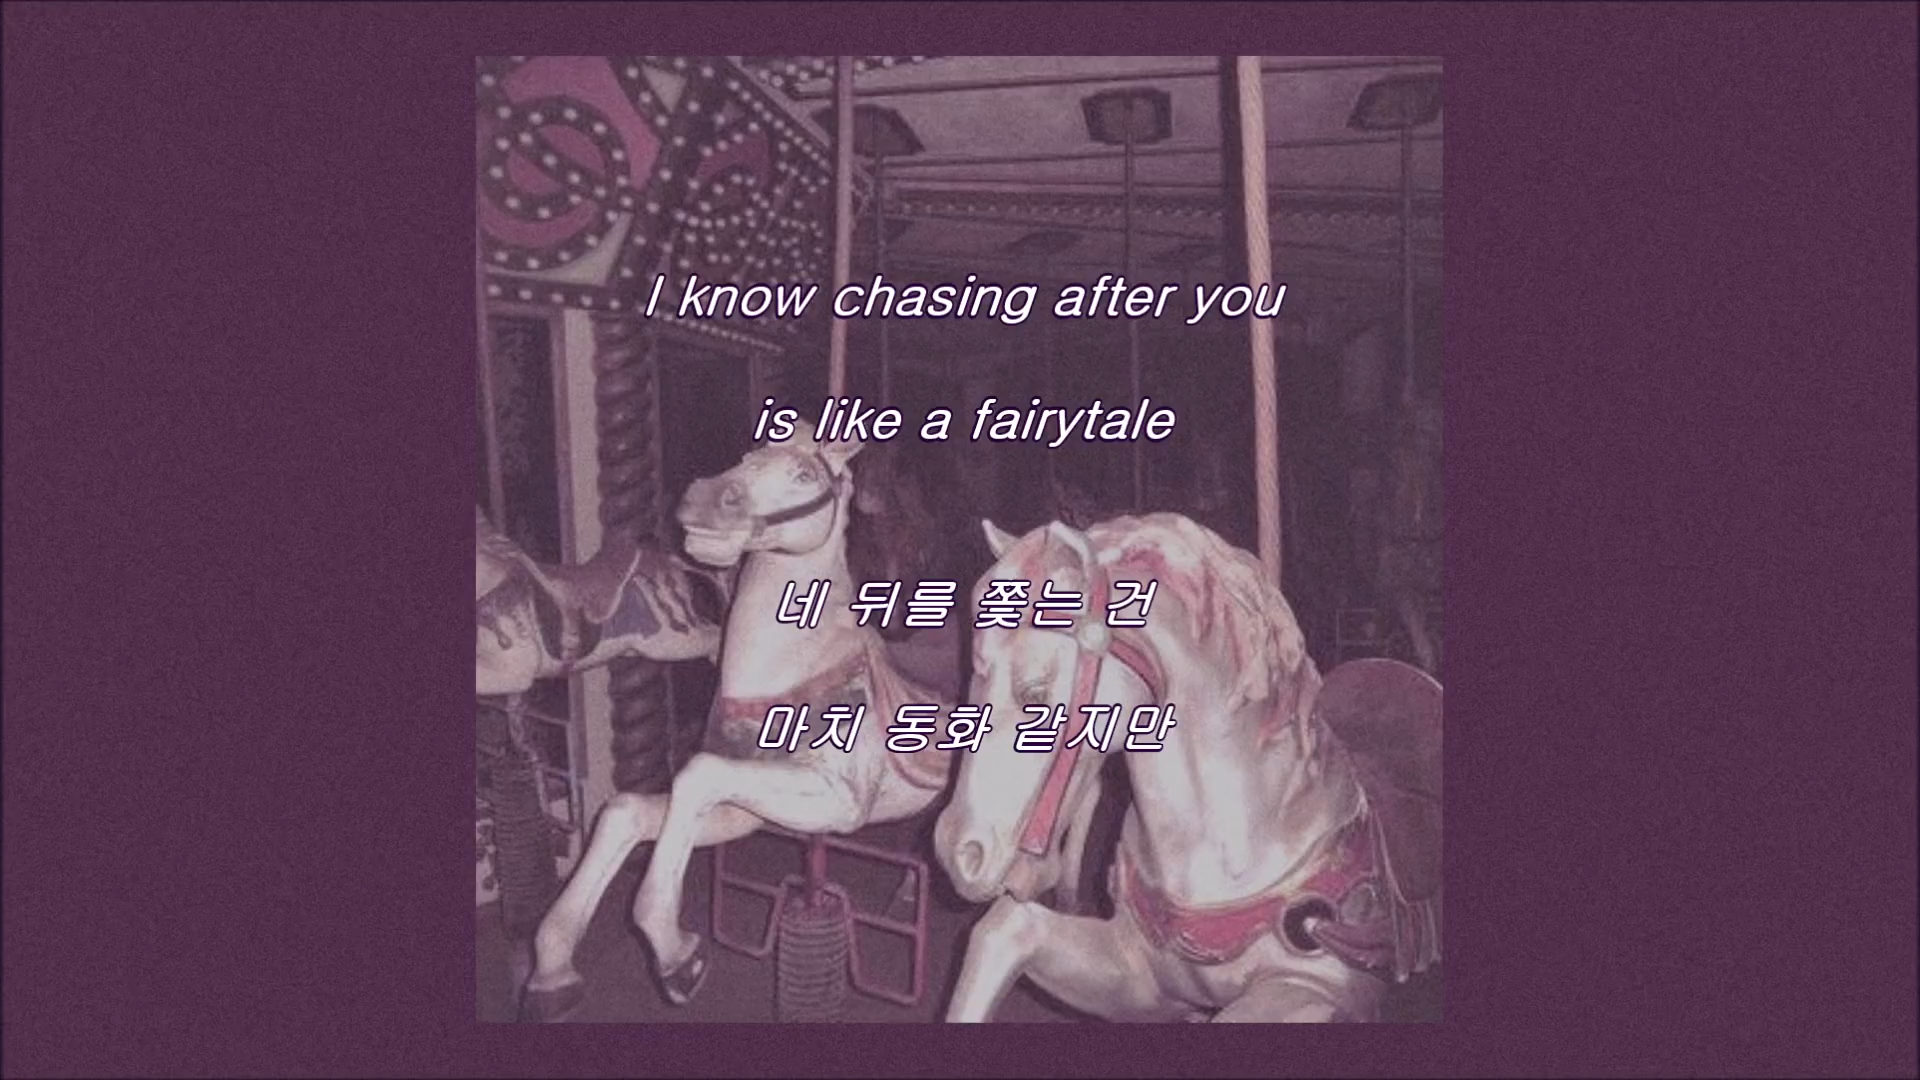 I know chasing after you
is like a fairytale
네 뒤를 쫓는 건
마치 동화 같지만